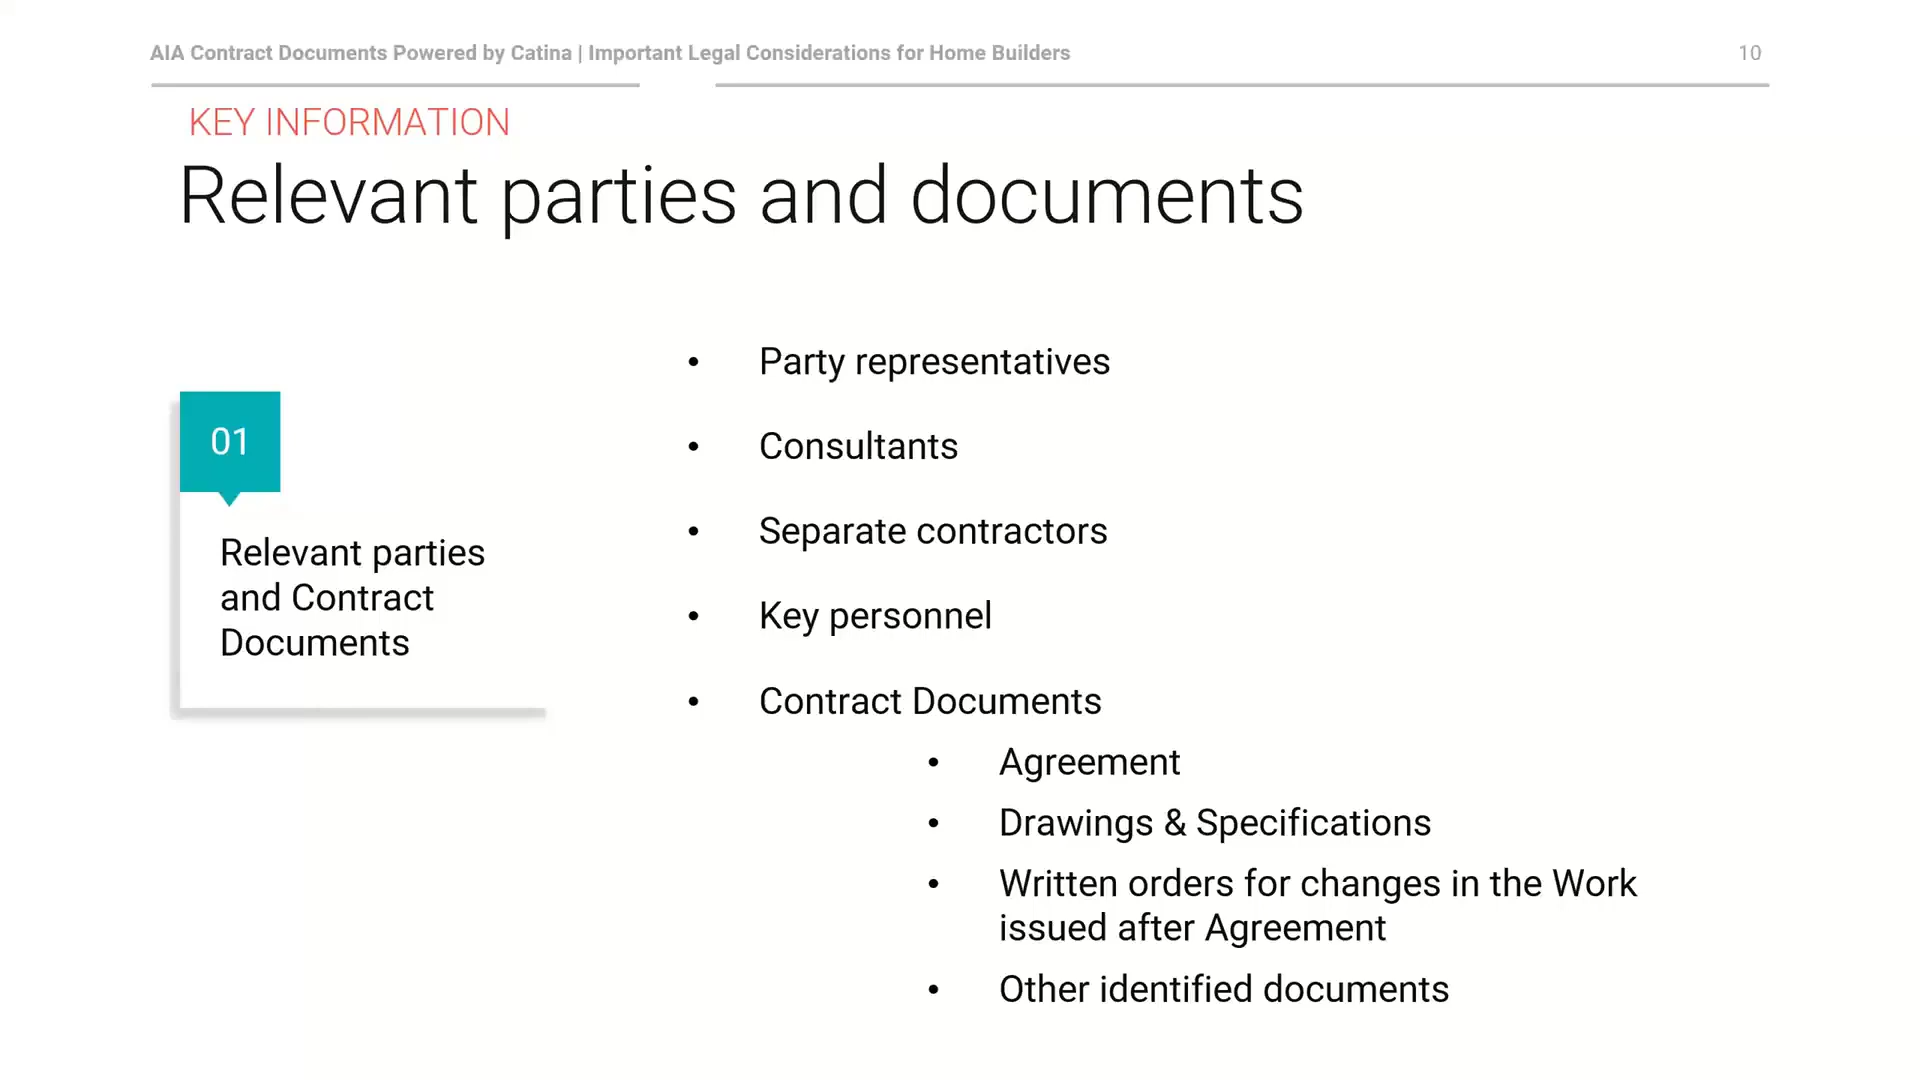 AIA Contract Documents Powered by Catina | Important Legal Considerations for Home Builders
10
KEY INFORMATION
Relevant parties and documents
01
Relevant parties
and Contract
Documents
• Party representatives
• Consultants
• Separate contractors
• Key personnel
• Contract Documents
• Agreement
• Drawings & Specifications
• Written orders for changes in the Work
issued after Agreement
• Other identified documents